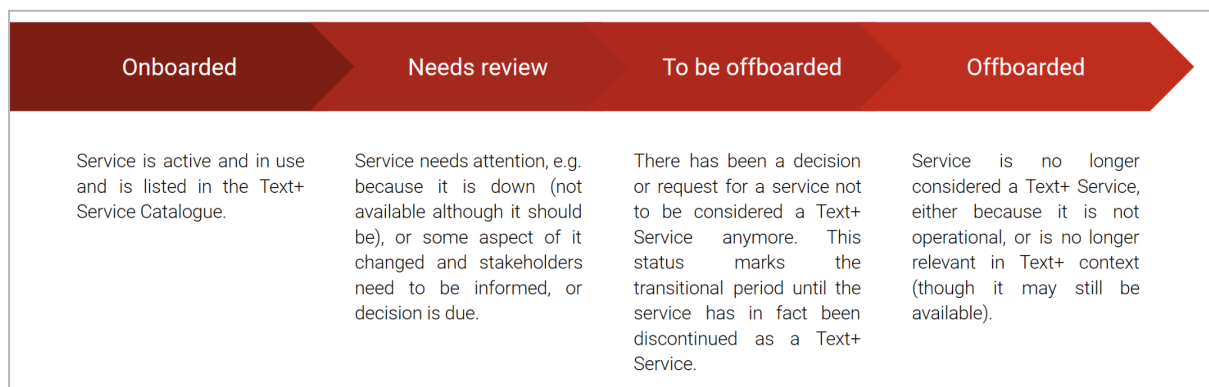 Onboarded
Needs review
To be offboarded
Offboarded
Service is active and in use
and is listed in the Text+
Service Catalogue.
Service needs attention, e.g.
because it is down (not
available although it should
be), or some aspect of it
changed and stakeholders
need to be informed, or
decision is due.
There has been a decision
or request for a service not
to be considered a Text+
Service anymore. This
status marks the
transitional period until the
service has in fact been
discontinued as a Text+
Service.
Service is no longer
considered a Text+ Service,
either because it is not
operational, or is no longer
relevant in Text+ context
(though it may still be
available).